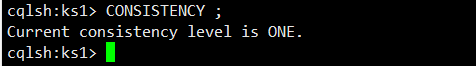 cqlsh:ks1> CONSISTENCY ;
Current consistency level is ONE.
cqlsh:ks1>